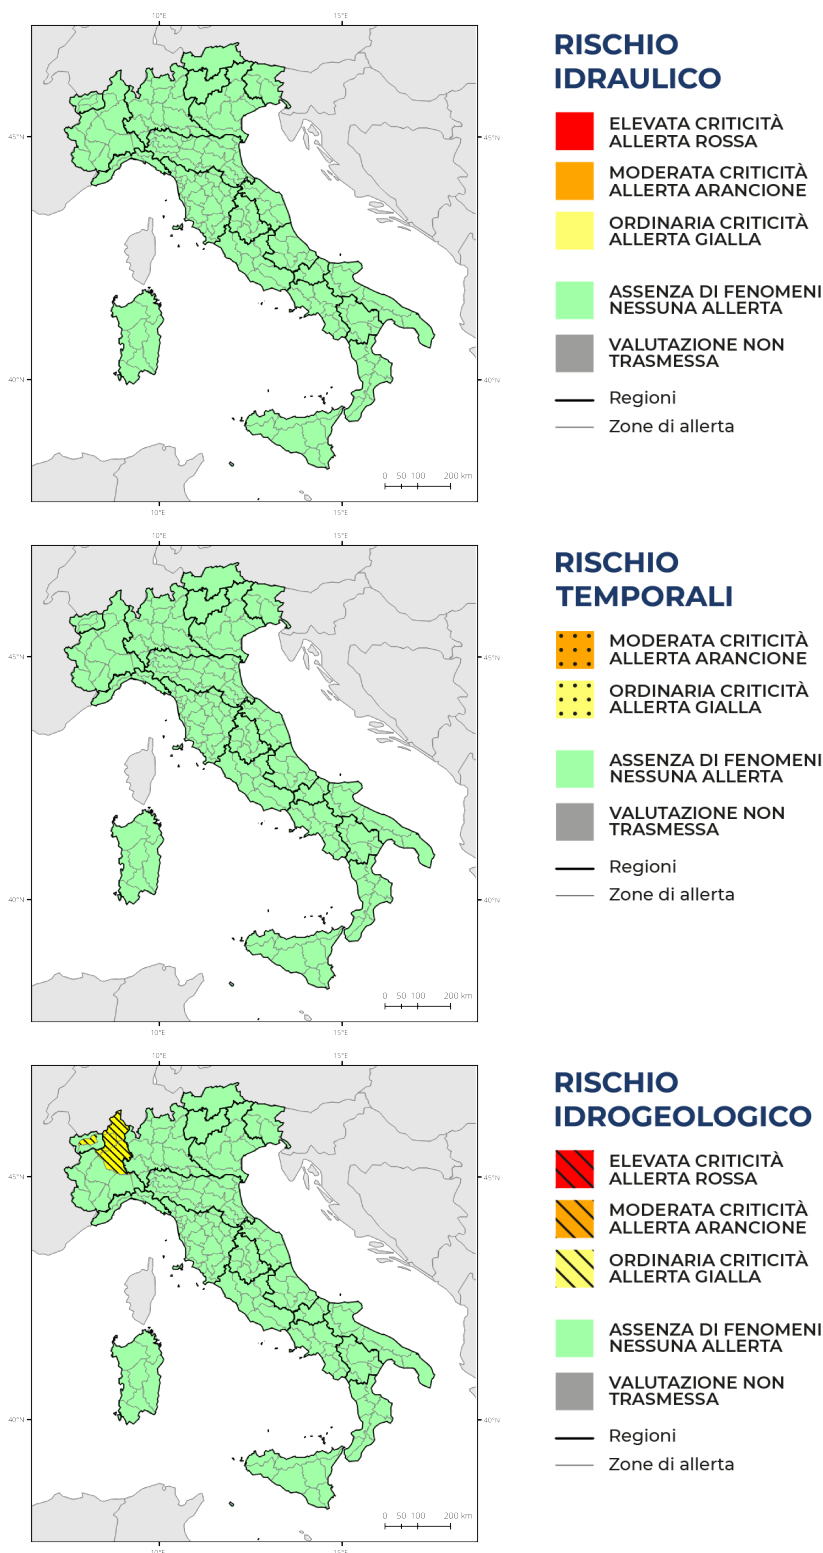 10°E
15°E
45°N
45°N
40°N
40°N
0 50 100 200 km
10°E
15°E
RISCHIO
IDRAULICO
ELEVATA CRITICITÀ
ALLERTA ROSSA
MODERATA CRITICITÀ
ALLERTA ARANCIONE
ORDINARIA CRITICITÀ
ALLERTA GIALLA
ASSENZA DI FENOMENI
NESSUNA ALLERTA
VALUTAZIONE NON
TRASMESSA
Regioni
Zone di allerta
10°E
15°E
45°N
45°N
40°N
40°N
0 50 100 200 km
10°E
15°E
RISCHIO
TEMPORALI
MODERATA CRITICITÀ
ALLERTA ARANCIONE
ORDINARIA CRITICITÀ
ALLERTA GIALLA
ASSENZA DI FENOMENI
NESSUNA ALLERTA
VALUTAZIONE NON
TRASMESSA
Regioni
Zone di allerta
10°E
15°E
45°N
45°N
40°N
40°N
0 50 100 200 km
10°E
15°E
RISCHIO
IDROGEOLOGICO
ELEVATA CRITICITÀ
ALLERTA ROSSA
MODERATA CRITICITÀ
ALLERTA ARANCIONE
ORDINARIA CRITICITÀ
ALLERTA GIALLA
ASSENZA DI FENOMENI
NESSUNA ALLERTA
VALUTAZIONE NON
TRASMESSA
Regioni
Zone di allerta